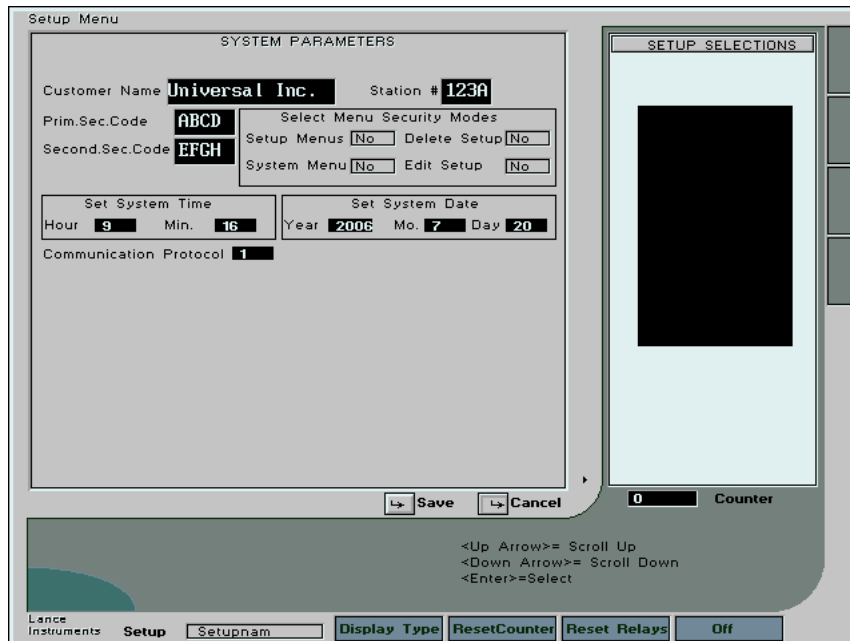 Setup Menu
SYSTEM PARAMETERS
SETUP SELECTIONS
Customer Name Universal Inc. Station # 123A
Prim.Sec.Code ABCD
Second.Sec.Code EFGH
Select Menu Security Modes
Setup Menus No Delete Setup No
System Menu No Edit Setup No
Set System Time
Hour 9 Min. 16
Set System Date
Year 2006 Mo. 7 Day 20
Communication Protocol 1
Save Cancel
0 Counter
<Up Arrow>= Scroll Up
<Down Arrow>= Scroll Down
<Enter>=Select
Lance
Instruments Setup Setupnam Display Type ResetCounter Reset Relays Off